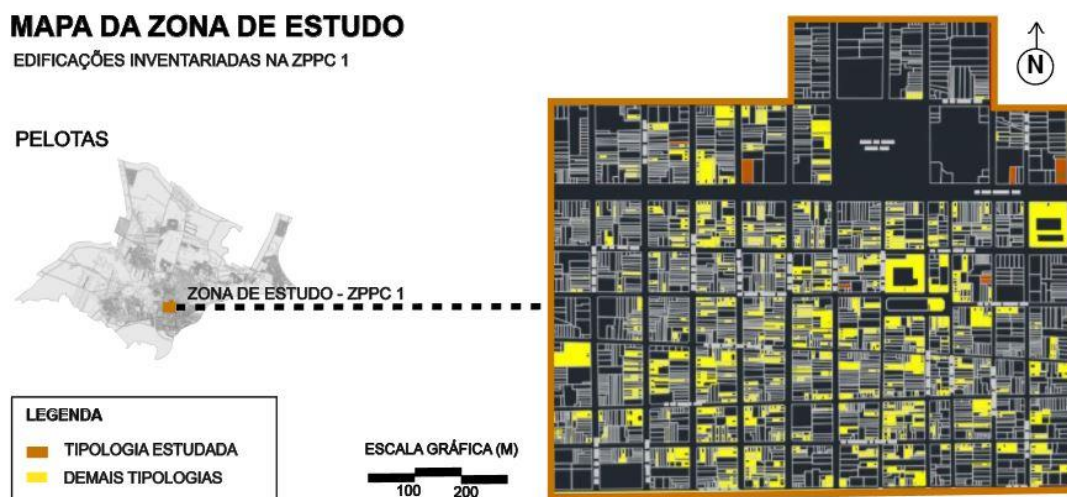 MAPA DA ZONA DE ESTUDO
EDIFICAÇÕES INVENTARIADAS NA ZPPC 1
N
PELOTAS
ZONA DE ESTUDO - ZPPC 1
LEGENDA
TIPOLOGIA ESTUDADA
DEMAIS TIPOLOGIAS
ESCALA GRÁFICA (M)
100 200